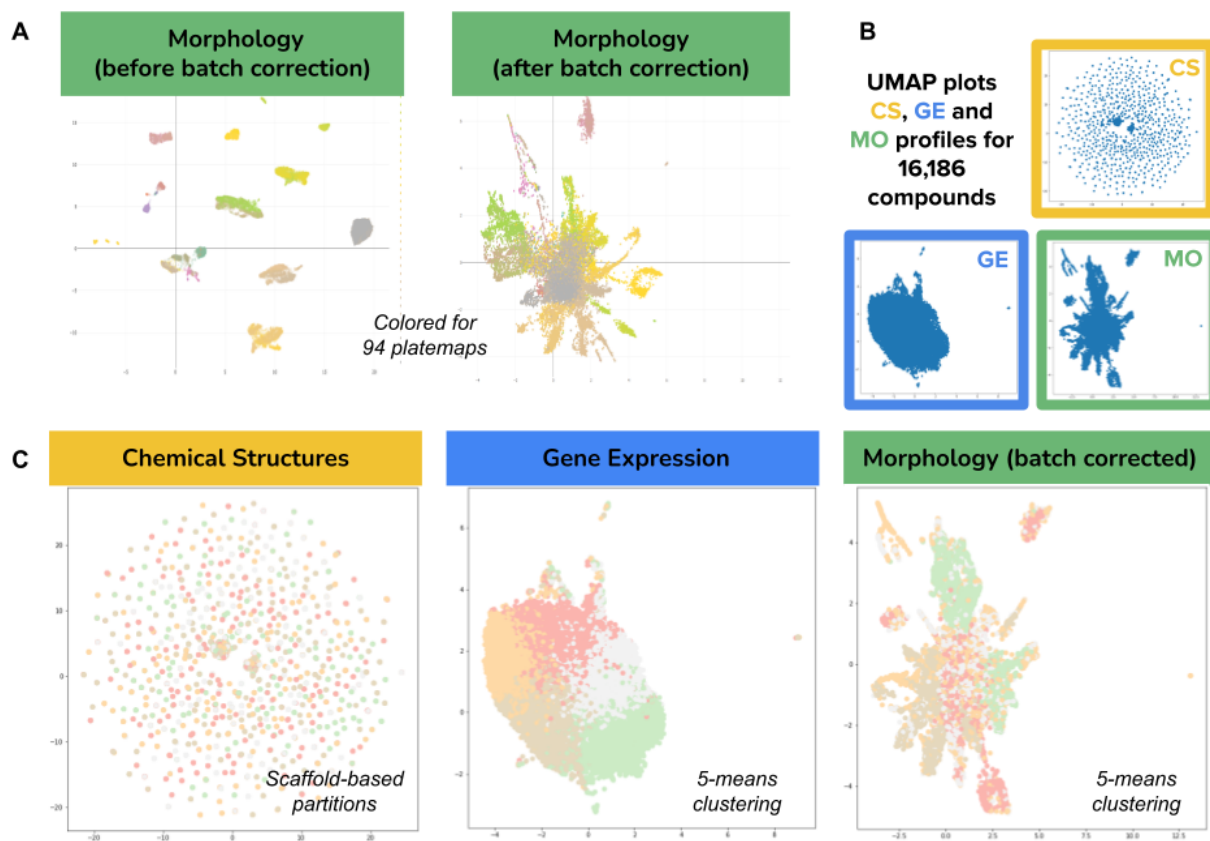 A
Morphology
(before batch correction)
Morphology
(after batch correction)
Colored for
94 platemaps
B
UMAP plots
CS, GE and
MO profiles for
16,186
compounds
CS
GE
MO
C
Chemical Structures
Gene Expression
Morphology (batch corrected)
20
10
0
-10
-20
-20
-10
0
10
20
Scaffold-based
partitions
6
4
2
0
-2
-4
-2
0
2
4
6
8
5-means
clustering
4
2
0
-2
-4
-2.5
0.0
2.5
5.0
7.5
10.0
12.5
5-means
clustering